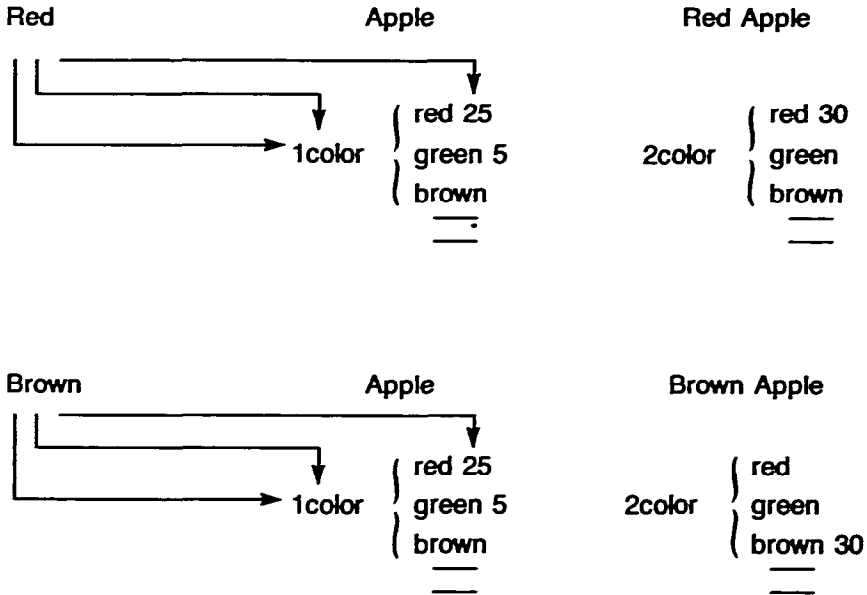 Red Apple Red Apple
red 25 red 30
1color green 5 2color green
brown brown
Brown Apple Brown Apple
red 25 red
1color green 5 2color green
brown brown 30